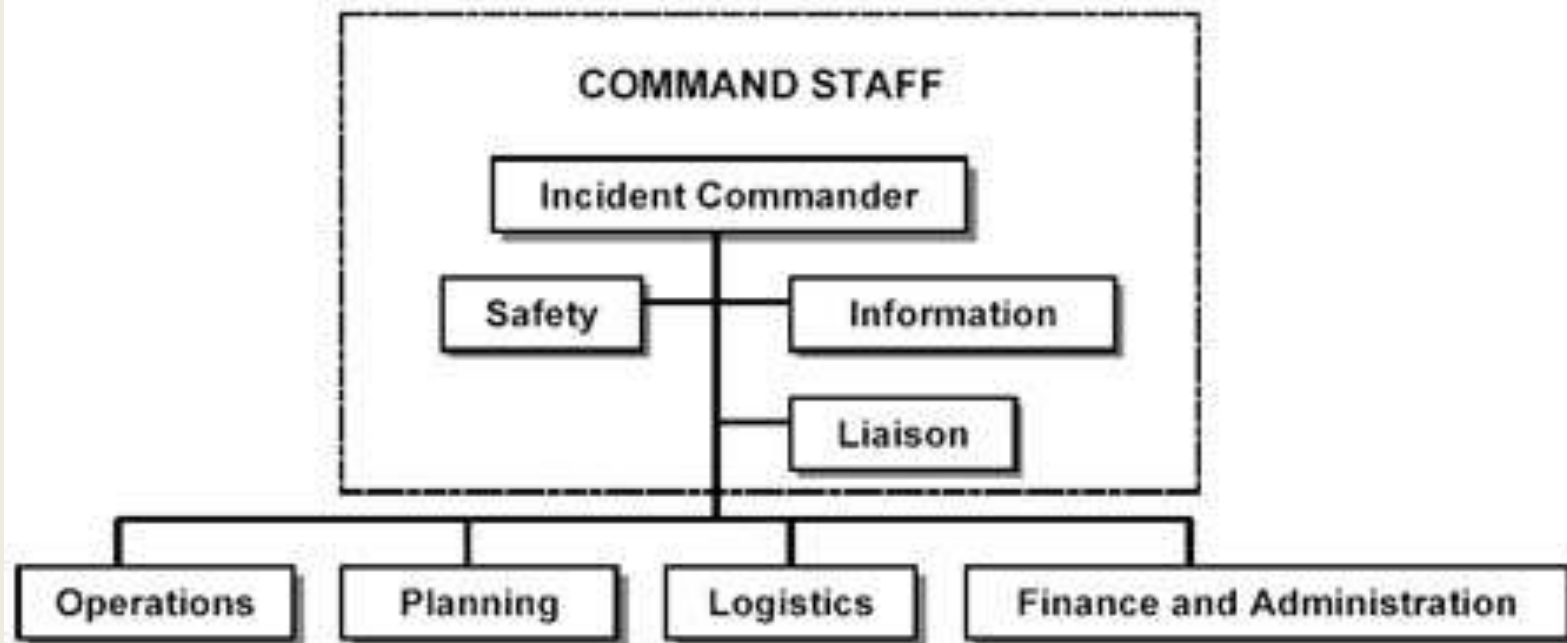 COMMAND STAFF
Incident Commander
Safety
Information
Liaison
Operations
Planning
Logistics
Finance and Administration